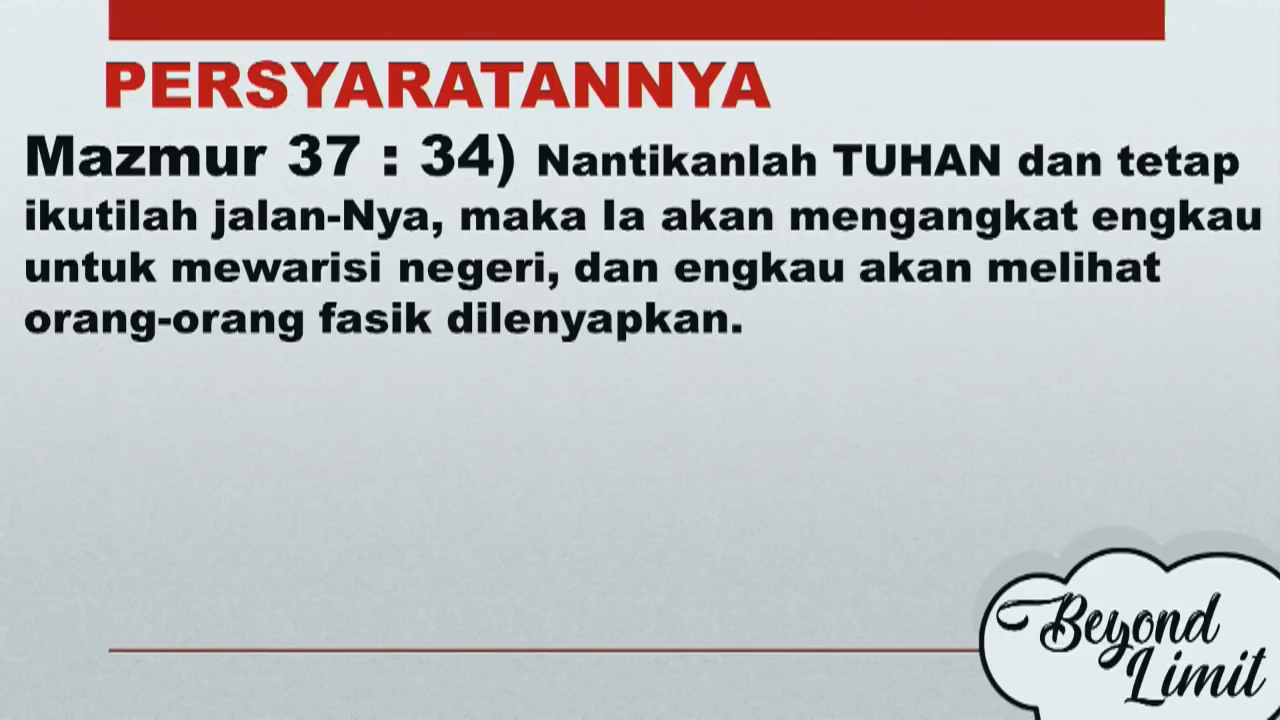 PERSYARATANNYA
Mazmur 37 : 34) Nantikanlah TUHAN dan tetap
ikutilah jalan-Nya, maka Ia akan mengangkat engkau
untuk mewarisi negeri, dan engkau akan melihat
orang-orang fasik dilenyapkan.
Beyond
Limit